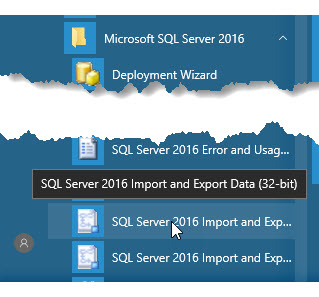 Microsoft SQL Server 2016
Deployment Wizard
SQL Server 2016 Error and Usag...
SQL Server 2016 Import and Export Data (32-bit)
SQL Server 2016 Import and Exp...
SQL Server 2016 Import and Exp...